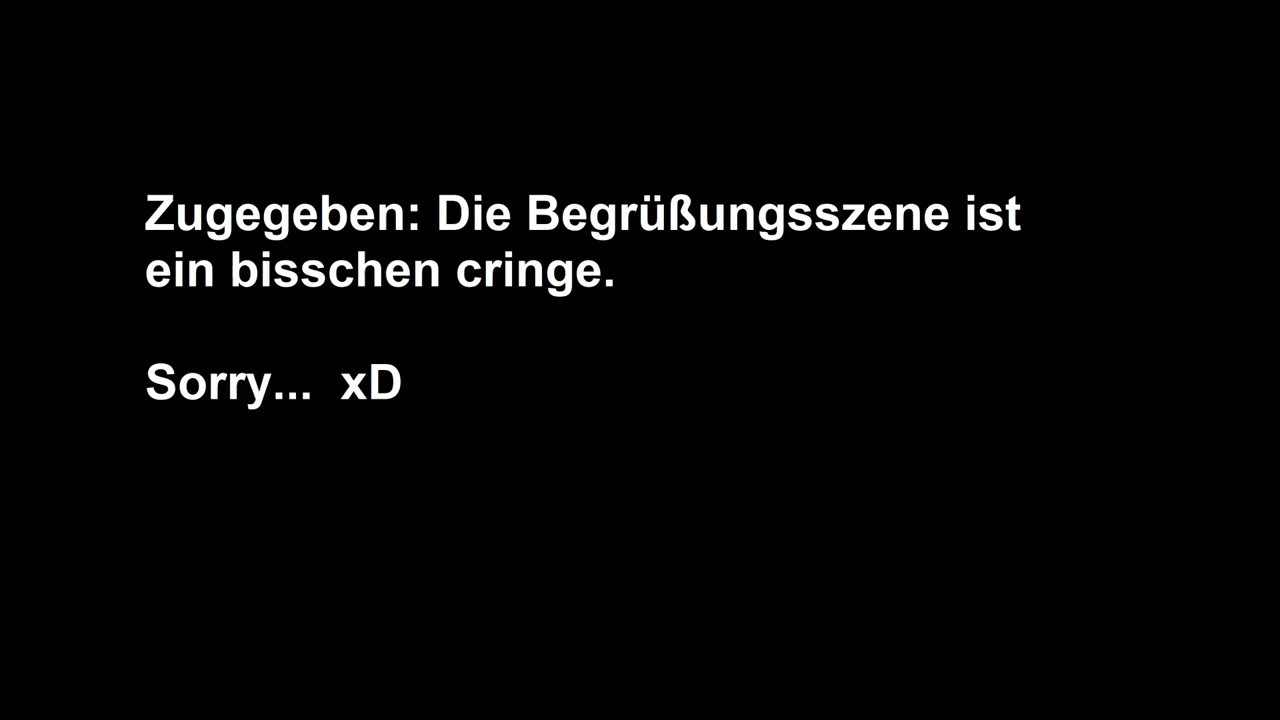 Zugegeben: Die Begrüßungsszene ist
ein bisschen cringe.
Sorry...  xD